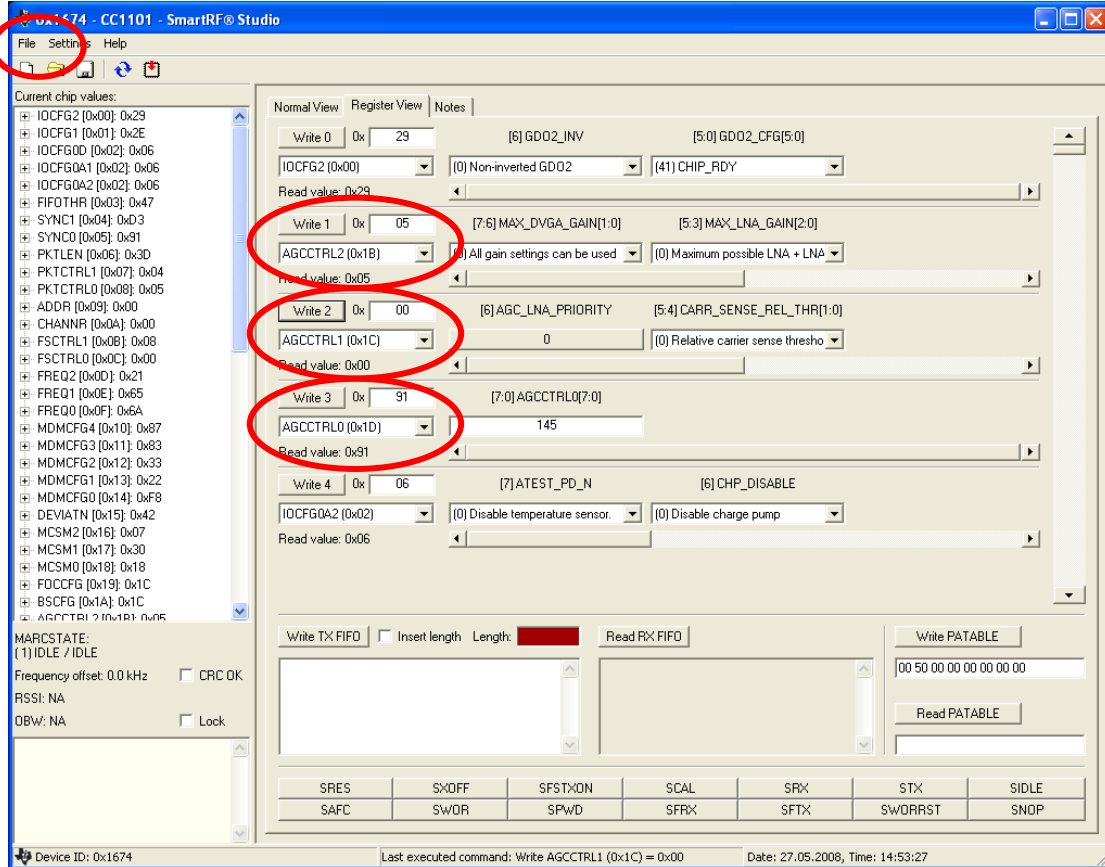 0x1674 - CC1101 - SmartRF® Studio
File Settings Help
Current chip values:
IOCFG2 [0x00]: 0x29
IOCFG1 [0x01]: 0x2E
IOCFG0D [0x02]: 0x06
IOCFG0A1 [0x02]: 0x06
IOCFG0A2 [0x02]: 0x06
FIFOTHR [0x03]: 0x47
SYNC1 [0x04]: 0xD3
SYNC0 [0x05]: 0x91
PKTLEN [0x06]: 0x3D
PKTCTRL1 [0x07]: 0x04
PKTCTRL0 [0x08]: 0x05
ADDR [0x09]: 0x00
CHANNR [0x0A]: 0x00
FSCTRL1 [0x0B]: 0x08
FSCTRL0 [0x0C]: 0x00
FREQ2 [0x0D]: 0x21
FREQ1 [0x0E]: 0x65
FREQ0 [0x0F]: 0x6A
MDMCFG4 [0x10]: 0x87
MDMCFG3 [0x11]: 0x83
MDMCFG2 [0x12]: 0x33
MDMCFG1 [0x13]: 0x22
MDMCFG0 [0x14]: 0xF8
DEVIATN [0x15]: 0x42
MCSM2 [0x16]: 0x07
MCSM1 [0x17]: 0x30
MCSM0 [0x18]: 0x18
FOCCFG [0x19]: 0x1C
BSCFG [0x1A]: 0x1C
AGCCTRL2 [0x1B]: 0x05
MARCSTATE:
(1) IDLE / IDLE
Frequency offset: 0.0 kHz CRC OK
RSSI: NA
OBW: NA Lock
Normal View Register View Notes
Write 0 0x 29 [6] GDO2_INV [5:0] GDO2_CFG[5:0]
IOCFG2 (0x00) (0) Non-inverted GDO2 (41) CHIP_RDY
Read value: 0x29
Write 1 0x 05 [7:6] MAX_DVGA_GAIN[1:0] [5:3] MAX_LNA_GAIN[2:0]
AGCCTRL2 (0x1B) (0) All gain settings can be used (0) Maximum possible LNA + LNA
Read value: 0x05
Write 2 0x 00 [6] AGC_LNA_PRIORITY [5:4] CARR_SENSE_REL_THR[1:0]
AGCCTRL1 (0x1C) 0 (0) Relative carrier sense thresho
Read value: 0x00
Write 3 0x 91 [7:0] AGCCTRL0[7:0]
AGCCTRL0 (0x1D) 145
Read value: 0x91
Write 4 0x 06 [7] ATEST_PD_N [6] CHP_DISABLE
IOCFG0A2 (0x02) (0) Disable temperature sensor. (0) Disable charge pump
Read value: 0x06
Write TX FIFO Insert length Length: Read RX FIFO Write PATABLE
00 50 00 00 00 00 00 00
Read PATABLE
SRES SXOFF SFSTXON SCAL SRX STX SIDLE
SAFC SWOR SPWD SFRX SFTX SWORRST SNOP
Device ID: 0x1674 Last executed command: Write AGCCTRL1 (0x1C) = 0x00 Date: 27.05.2008, Time: 14:53:27